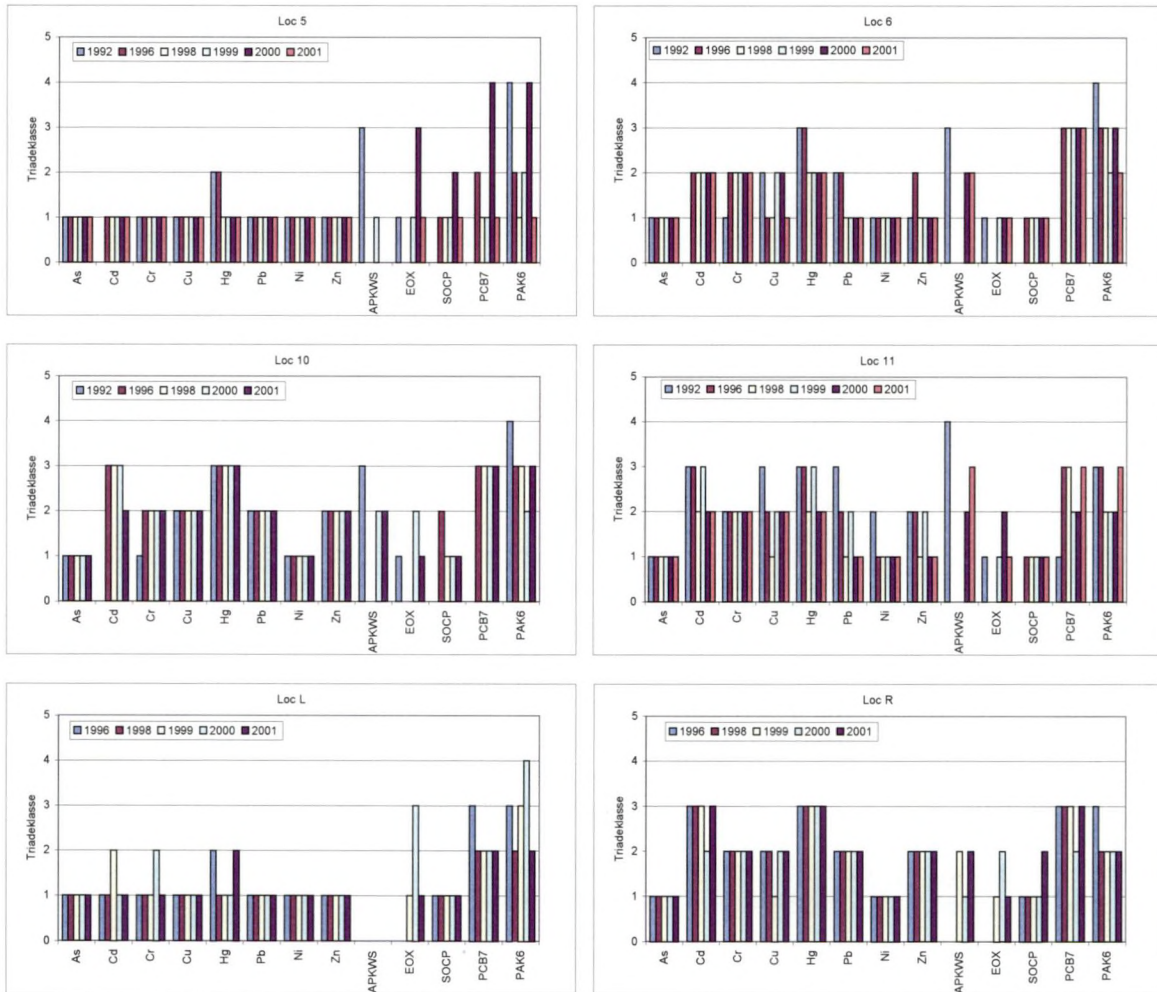 Loc 5
1992 1996 1998 1999 2000 2001
Triadeklasse
5
4
3
2
1
0
As Cd Cr Cu Hg Pb Ni Zn APKWS EOX SOCP PCB7 PAK6
Loc 6
1992 1996 1998 1999 2000 2001
Triadeklasse
5
4
3
2
1
0
As Cd Cr Cu Hg Pb Ni Zn APKWS EOX SOCP PCB7 PAK6
Loc 10
1992 1996 1998 2000 2001
Triadeklasse
5
4
3
2
1
0
As Cd Cr Cu Hg Pb Ni Zn APKWS EOX SOCP PCB7 PAK6
Loc 11
1992 1996 1998 1999 2000 2001
Triadeklasse
5
4
3
2
1
0
As Cd Cr Cu Hg Pb Ni Zn APKWS EOX SOCP PCB7 PAK6
Loc L
1996 1998 1999 2000 2001
Triadeklasse
5
4
3
2
1
0
As Cd Cr Cu Hg Pb Ni Zn APKWS EOX SOCP PCB7 PAK6
Loc R
1996 1998 1999 2000 2001
Triadeklasse
5
4
3
2
1
0
As Cd Cr Cu Hg Pb Ni Zn APKWS EOX SOCP PCB7 PAK6